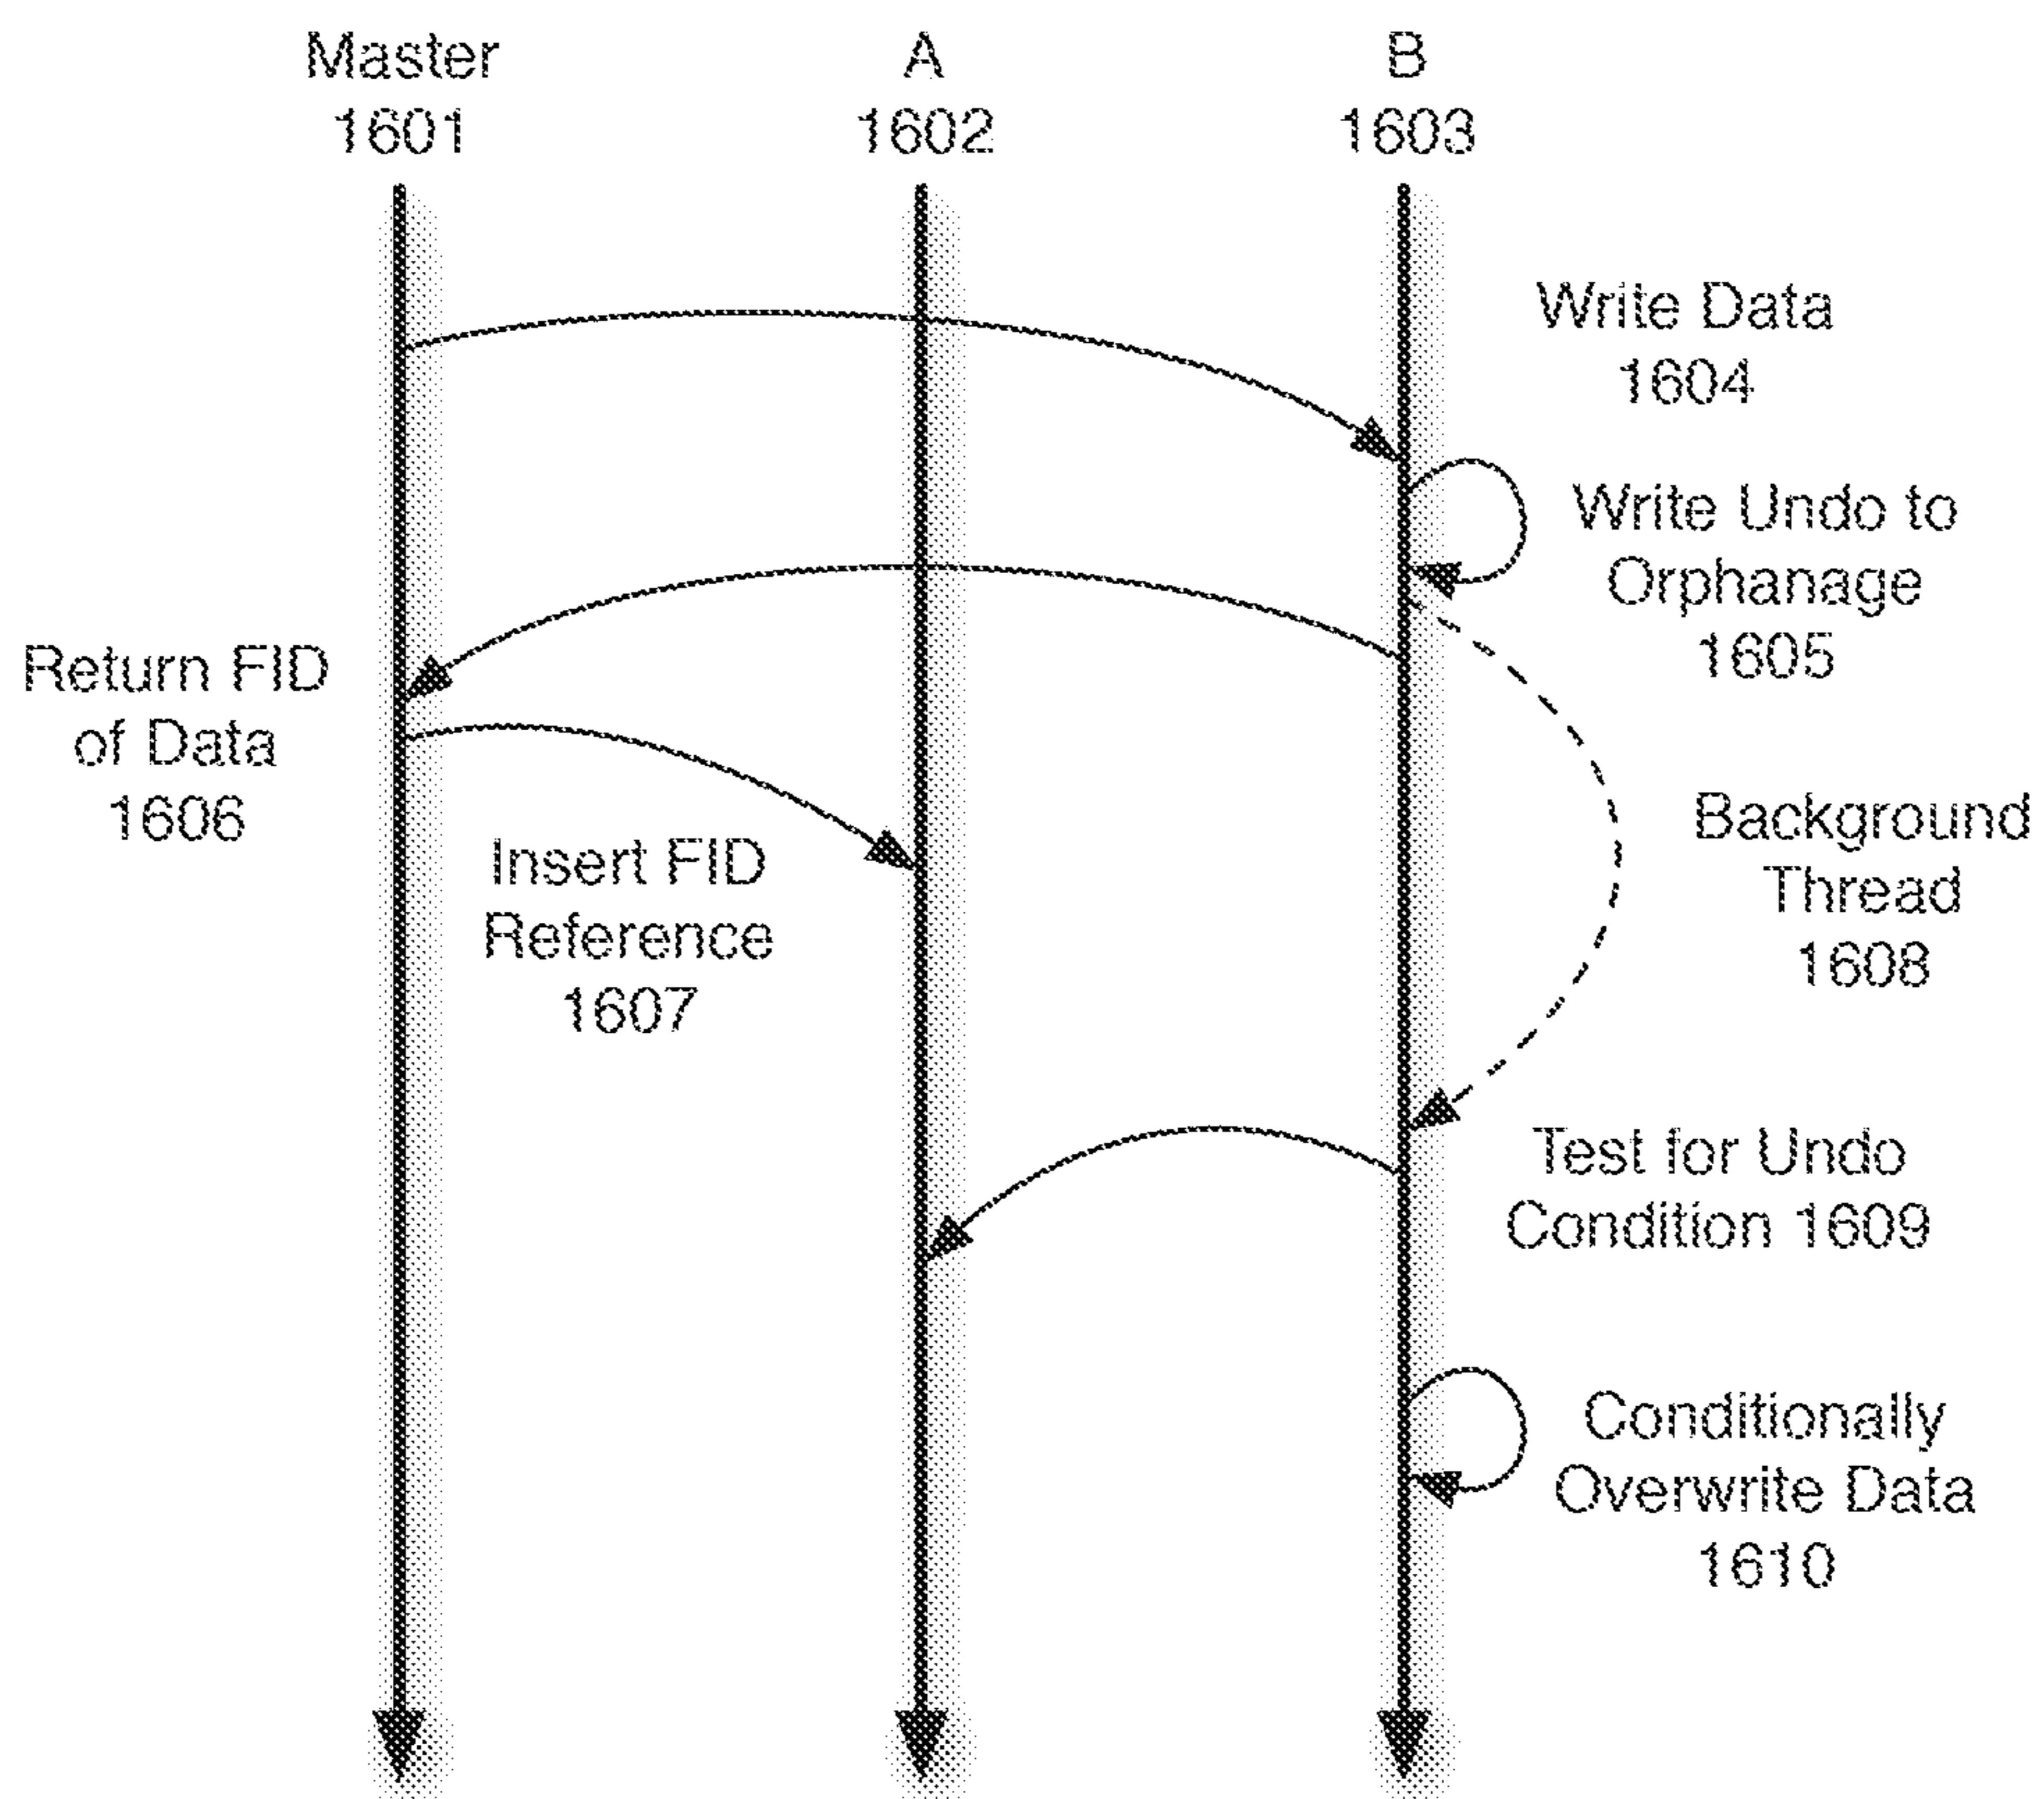 Master
1601
A
1602
B
1603
Write Data
1604
Write Undo to
Orphanage
1605
Return FID
of Data
1606
Insert FID
Reference
1607
Background
Thread
1608
Test for Undo
Condition 1609
Conditionally
Overwrite Data
1610